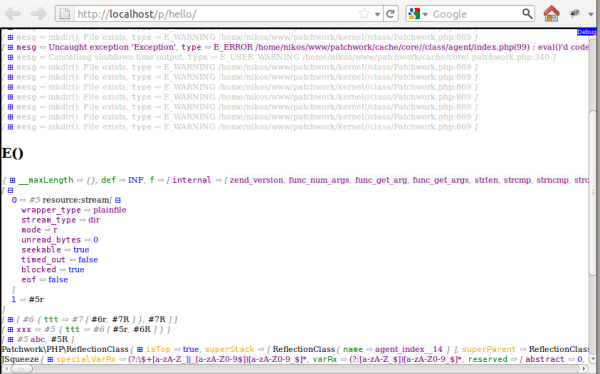 http://localhost/p/hello/
Google
Debug
[ ⊞ mesg ⇨ mkdir(): File exists, type ⇨ E_WARNING /home/nikos/www/patchwork/kernel//class/Patchwork.php:869 ]
[ ⊞ mesg ⇨ Uncaught exception 'Exception', type ⇨ E_ERROR /home/nikos/www/patchwork/cache/core//class/agent/index.php(99) : eval()'d code
[ ⊞ mesg ⇨ Cancelling shutdown time output, type ⇨ E_USER_WARNING /home/nikos/www/patchwork/cache/core/.patchwork.php:340 ]
[ ⊞ mesg ⇨ mkdir(): File exists, type ⇨ E_WARNING /home/nikos/www/patchwork/kernel//class/Patchwork.php:869 ]
[ ⊞ mesg ⇨ mkdir(): File exists, type ⇨ E_WARNING /home/nikos/www/patchwork/kernel//class/Patchwork.php:869 ]
[ ⊞ mesg ⇨ mkdir(): File exists, type ⇨ E_WARNING /home/nikos/www/patchwork/kernel//class/Patchwork.php:869 ]
[ ⊞ mesg ⇨ mkdir(): File exists, type ⇨ E_WARNING /home/nikos/www/patchwork/kernel//class/Patchwork.php:869 ]
[ ⊞ mesg ⇨ mkdir(): File exists, type ⇨ E_WARNING /home/nikos/www/patchwork/kernel//class/Patchwork.php:869 ]
[ ⊞ mesg ⇨ mkdir(): File exists, type ⇨ E_WARNING /home/nikos/www/patchwork/kernel//class/Patchwork.php:869 ]
[ ⊞ mesg ⇨ mkdir(): File exists, type ⇨ E_WARNING /home/nikos/www/patchwork/kernel//class/Patchwork.php:869 ]
E()
{ ⊞ __maxLength ⇨ {}, def ⇨ INF, f ⇨ [ internal ⇨ [ zend_version, func_num_args, func_get_arg, func_get_args, strlen, strcmp, strncmp, strc
[ ⊟
0 ⇨ #5 resource:stream{ ⊟
wrapper_type ⇨ plainfile
stream_type ⇨ dir
mode ⇨ r
unread_bytes ⇨ 0
seekable ⇨ true
timed_out ⇨ false
blocked ⇨ true
eof ⇨ false
}
1 ⇨ #5r
]
[ ⊞ [ #6 { ttt ⇨ #7 [ #6r, #7R ] }, #7R ] ]
[ ⊞ xxx ⇨ #5 { ttt ⇨ #6 [ #5r, #6R ] } ]
[ ⊞ #5 abc, #5R ]
Patchwork\PHP\ReflectionClass{ ⊞ isTop ⇨ true, superStack ⇨ [ ReflectionClass{ name ⇨ agent_index__14 } ], superParent ⇨ ReflectionClass
JSqueeze{ ⊞ specialVarRx ⇨ (?:\$+[a-zA-Z_]|_[a-zA-Z0-9$])[a-zA-Z0-9_$]*, varRx ⇨ (?:[a-zA-Z_$])[a-zA-Z0-9_$]*, reserved ⇨ [ abstract ⇨ 0,